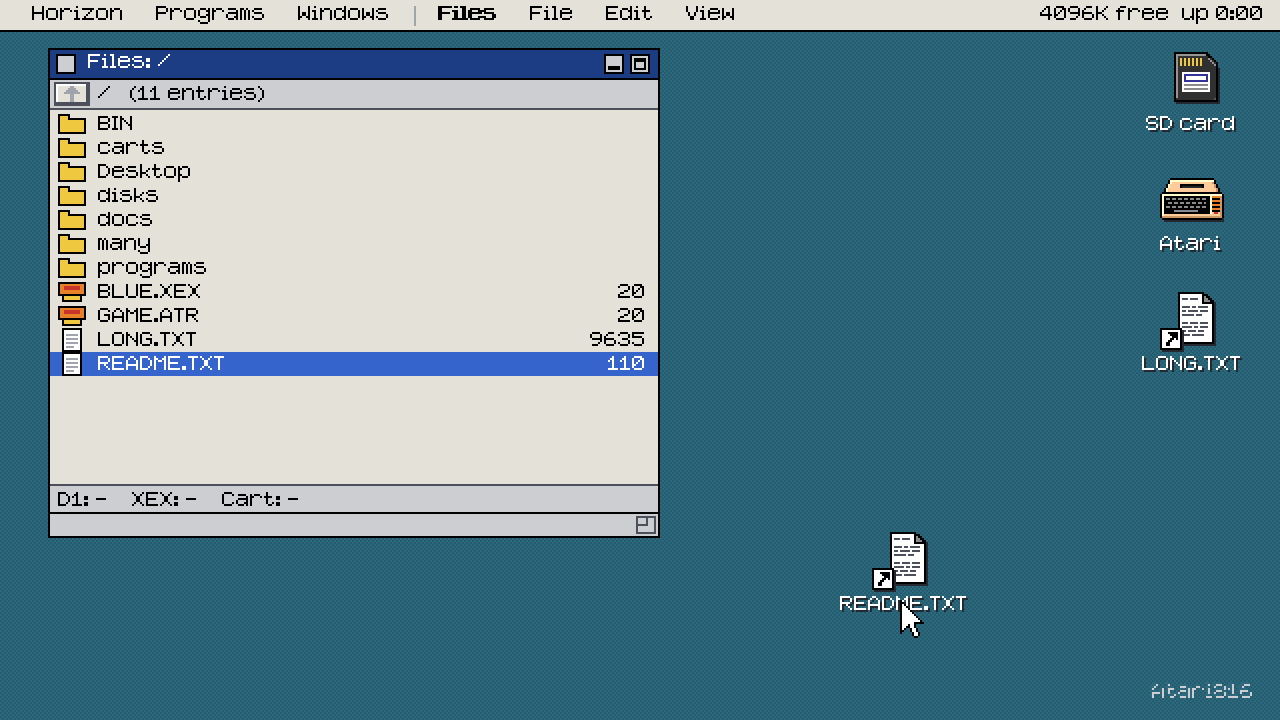 Horizon Programs Windows | Files File Edit View 4096K free up 0:00
Files: /
/ (11 entries)
BIN
carts
Desktop
disks
docs
many
programs
BLUE.XEX 20
GAME.ATR 20
LONG.TXT 9635
README.TXT 110
D1: - XEX: - Cart: -
SD card
Atari
LONG.TXT
README.TXT
Atari816